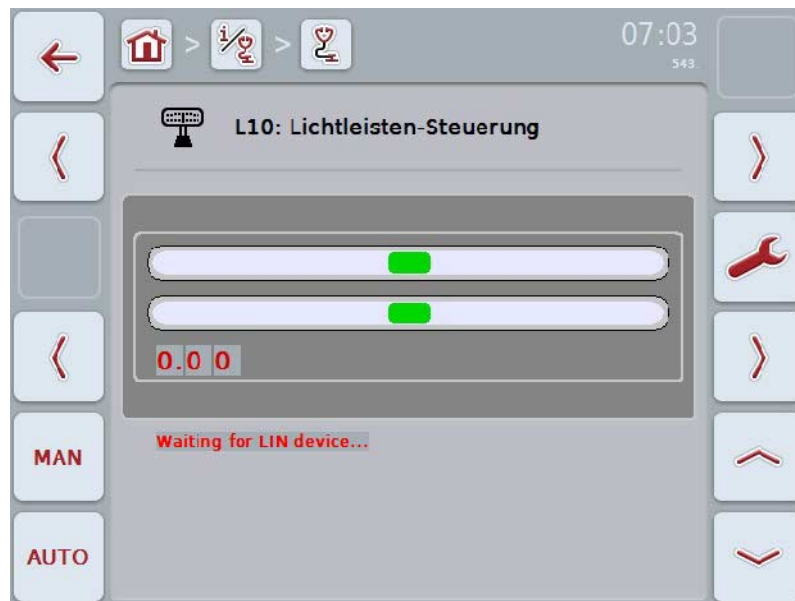 07:03
543.
L10: Lichtleisten-Steuerung
0.0 0
Waiting for LIN device...
MAN
AUTO